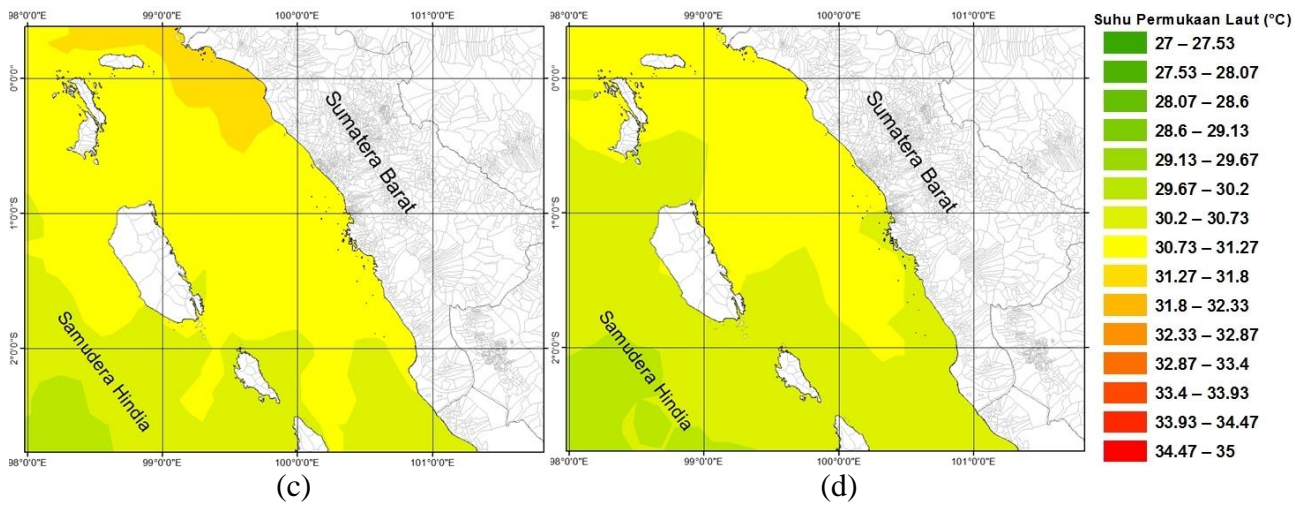 98°0'0"E 99°0'0"E 100°0'0"E 101°0'0"E
0°0'0"
1°0'0"S
2°0'0"S
Sumatera Barat
Samudera Hindia
98°0'0"E 99°0'0"E 100°0'0"E 101°0'0"E
(c)
98°0'0"E 99°0'0"E 100°0'0"E 101°0'0"E
0°0'0"
1°0'0"S
2°0'0"S
Sumatera Barat
Samudera Hindia
98°0'0"E 99°0'0"E 100°0'0"E 101°0'0"E
(d)
Suhu Permukaan Laut (°C)
27 – 27.53
27.53 – 28.07
28.07 – 28.6
28.6 – 29.13
29.13 – 29.67
29.67 – 30.2
30.2 – 30.73
30.73 – 31.27
31.27 – 31.8
31.8 – 32.33
32.33 – 32.87
32.87 – 33.4
33.4 – 33.93
33.93 – 34.47
34.47 – 35